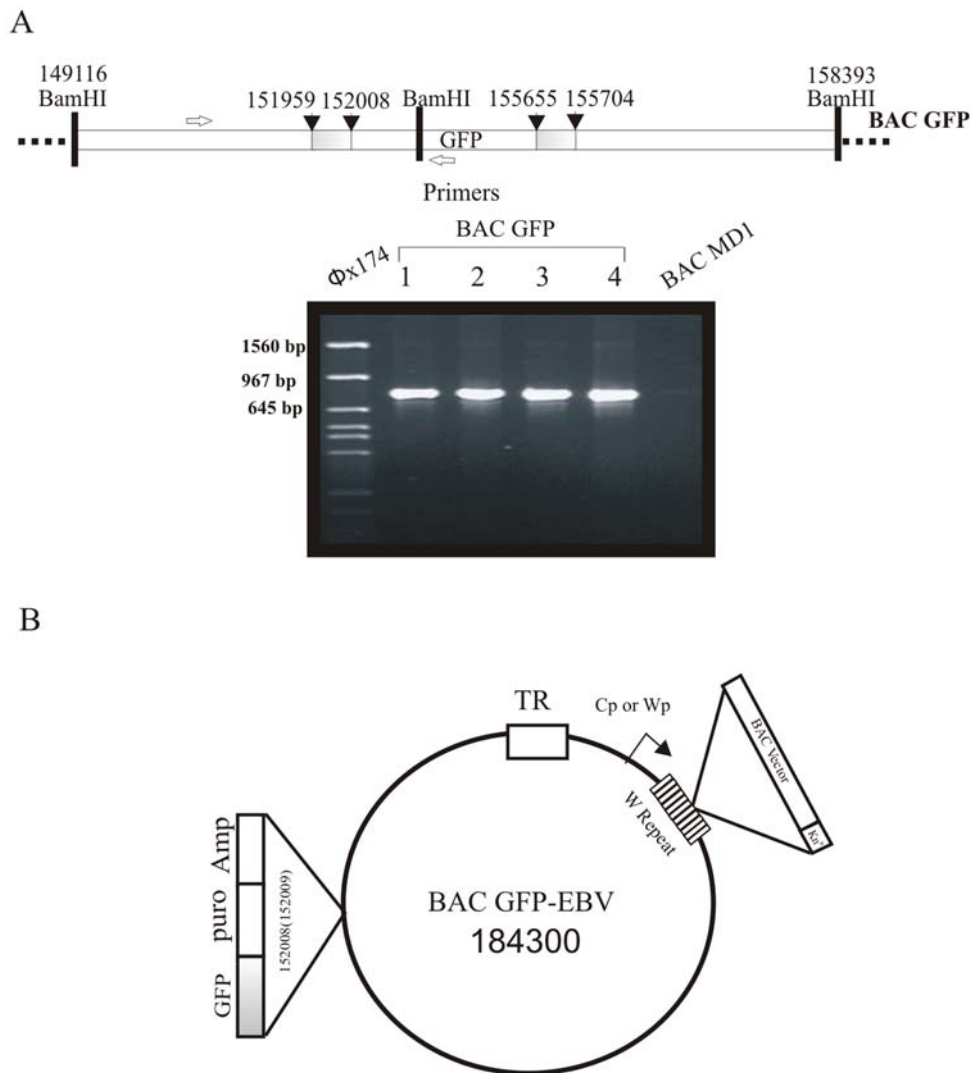 A
149116
BamHI
151959 152008
BamHI
155655
155704
158393
BamHI
BAC GFP
GFP
Primers
BAC GFP
Φx174
1 2 3 4
BAC MD1
1560 bp
967 bp
645 bp
B
TR
Cp or Wp
BAC Vector
Knᴿ
W Repeat
Amp
puro
GFP
152008(152009)
BAC GFP-EBV
184300